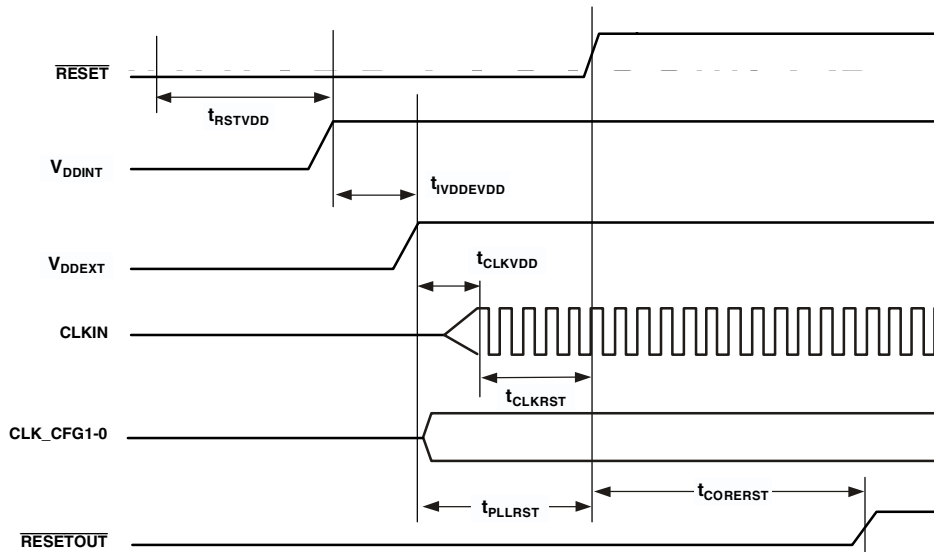 RESET
tRSTVDD
VDDINT
tIVDDEVDD
VDDEXT
tCLKVDD
CLKIN
tCLKRST
CLK_CFG1-0
tPLLRST
tCORERST
RESETOUT